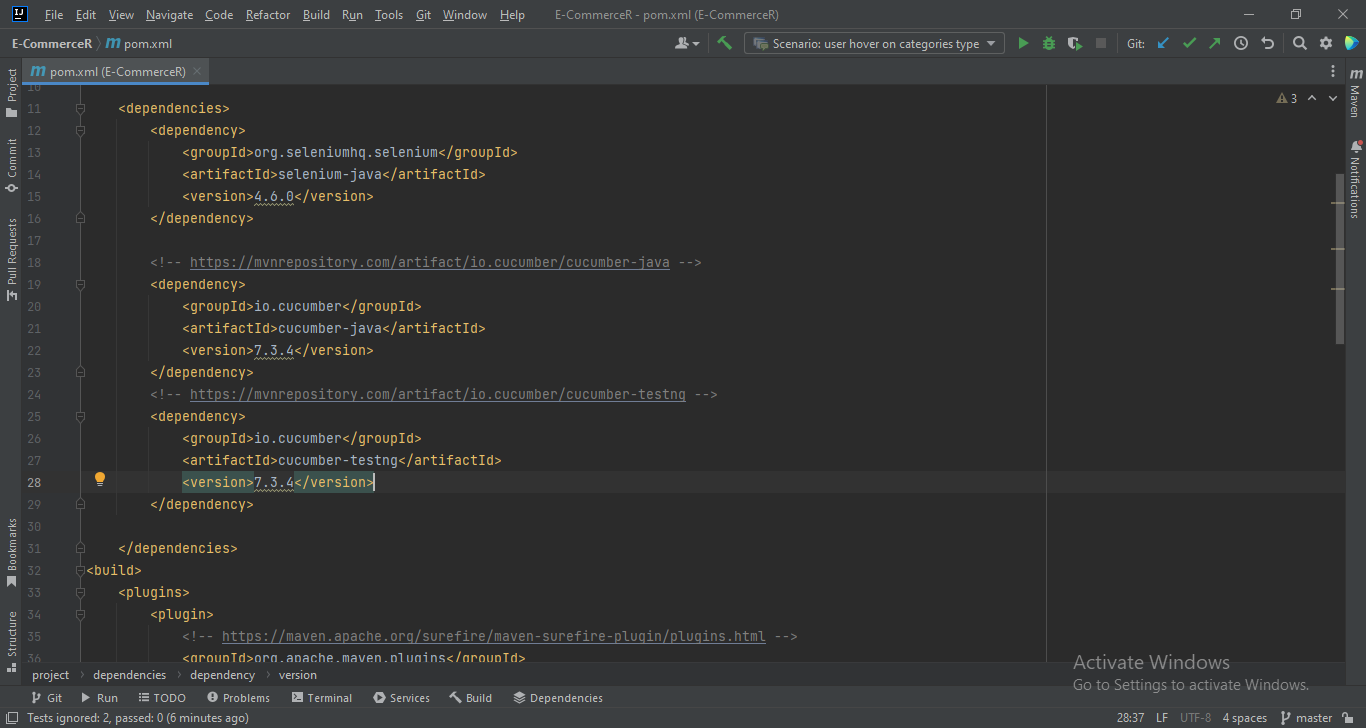 File Edit View Navigate Code Refactor Build Run Tools Git Window Help E-CommerceR - pom.xml (E-CommerceR)
E-CommerceR m pom.xml Scenario: user hover on categories type Git:
m pom.xml (E-CommerceR)
3
Project
Commit
Pull Requests
Bookmarks
Structure
m Maven
Notifications
10
11 <dependencies>
12 <dependency>
13 <groupId>org.seleniumhq.selenium</groupId>
14 <artifactId>selenium-java</artifactId>
15 <version>4.6.0</version>
16 </dependency>
17
18 <!-- https://mvnrepository.com/artifact/io.cucumber/cucumber-java -->
19 <dependency>
20 <groupId>io.cucumber</groupId>
21 <artifactId>cucumber-java</artifactId>
22 <version>7.3.4</version>
23 </dependency>
24 <!-- https://mvnrepository.com/artifact/io.cucumber/cucumber-testng -->
25 <dependency>
26 <groupId>io.cucumber</groupId>
27 <artifactId>cucumber-testng</artifactId>
28 <version>7.3.4</version>
29 </dependency>
30
31 </dependencies>
32 <build>
33 <plugins>
34 <plugin>
35 <!-- https://maven.apache.org/surefire/maven-surefire-plugin/plugins.html -->
36 <groupId>org.apache.maven.plugins</groupId>
Activate Windows
Go to Settings to activate Windows.
project dependencies dependency version
Git Run TODO Problems Terminal Services Build Dependencies
Tests ignored: 2, passed: 0 (6 minutes ago) 28:37 LF UTF-8 4 spaces master